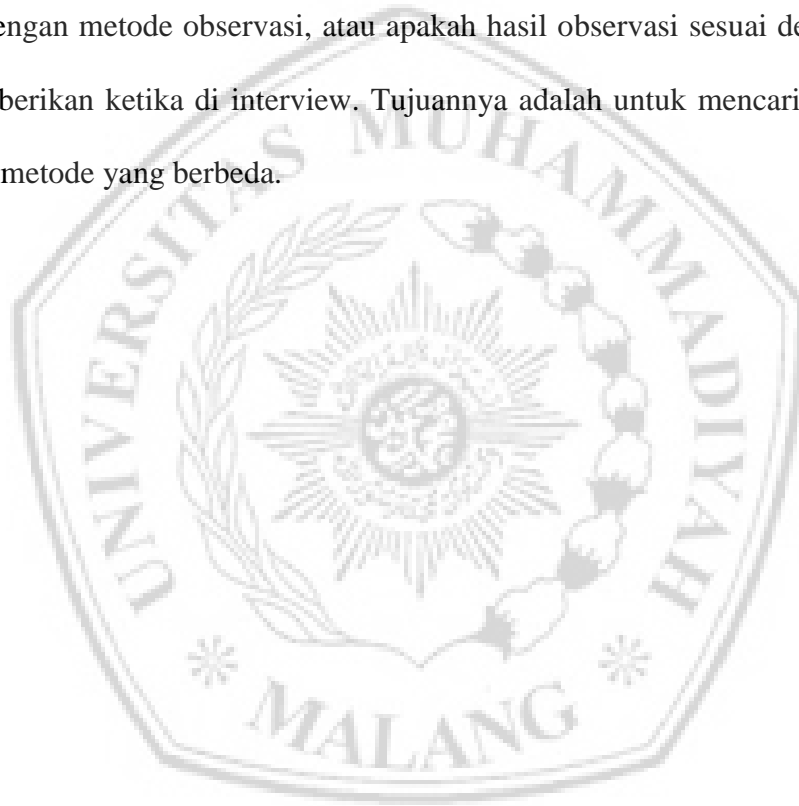 engan metode observasi, atau apakah hasil observasi sesuai de
berikan ketika di interview. Tujuannya adalah untuk mencari
metode yang berbeda.
UNIVERSITAS MUHAMMADIYAH
MALANG